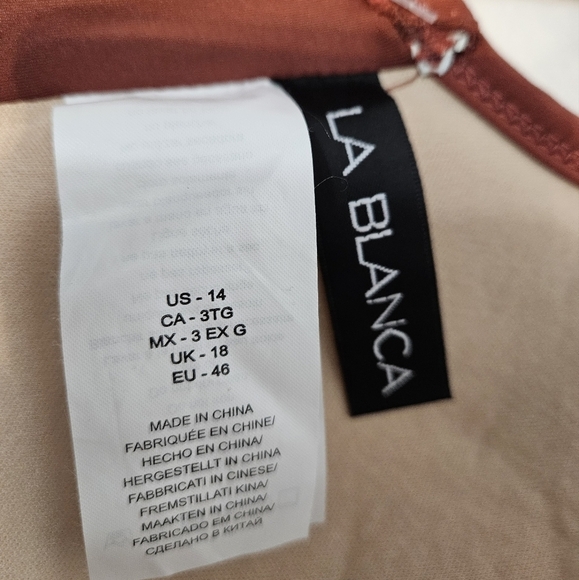 LA BLANCA
US - 14
CA - 3TG
MX - 3 EX G
UK - 18
EU - 46
MADE IN CHINA
FABRIQUÉE EN CHINE/
HECHO EN CHINA/
HERGESTELLT IN CHINA
FABBRICATI IN CINESE/
FREMSTILLATI KINA/
MAAKTEN IN CHINA/
FABRICADO EM CHINA/
СДЕЛАНО В КИТАЙ